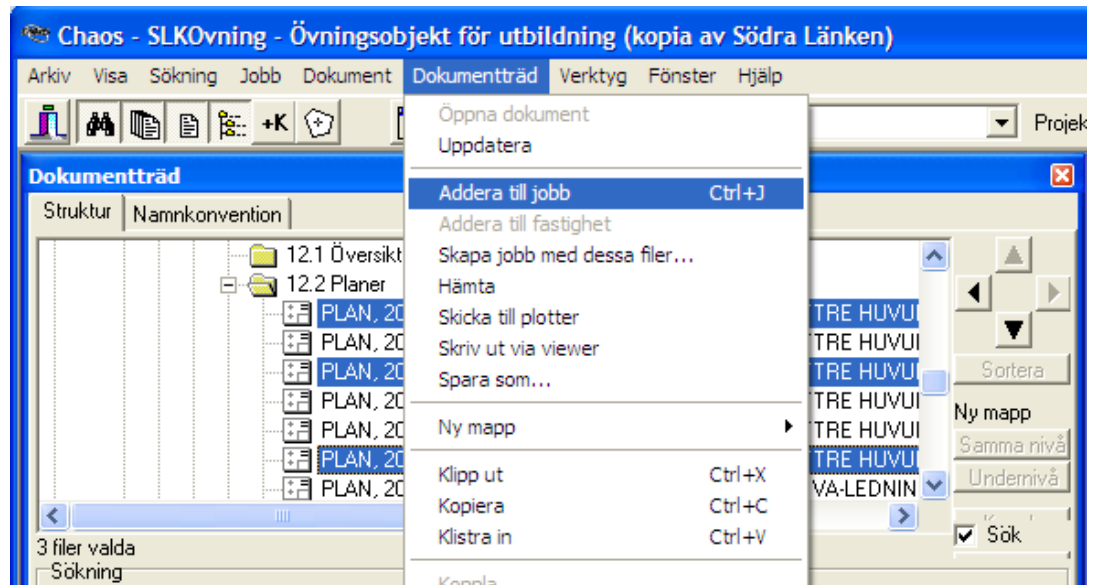 Chaos - SLKOvning - Övningsobjekt för utbildning (kopia av Södra Länken)
Arkiv Visa Sökning Jobb Dokument Dokumentträd Verktyg Fönster Hjälp
+K
Projek
Öppna dokument
Uppdatera
Addera till jobb Ctrl+J
Addera till fastighet
Skapa jobb med dessa filer...
Hämta
Skicka till plotter
Skriv ut via viewer
Spara som...
Ny mapp
Klipp ut Ctrl+X
Kopiera Ctrl+C
Klistra in Ctrl+V
Koppla
Dokumentträd
Struktur Namnkonvention
12.1 Översikt
12.2 Planer
PLAN, 20 TRE HUVU
PLAN, 20 TRE HUVU
PLAN, 20 TRE HUVU
PLAN, 20 TRE HUVU
PLAN, 20 TRE HUVU
PLAN, 20 TRE HUVU
PLAN, 20 VA-LEDNIN
Sortera
Ny mapp
Samma nivå
Undernivå
Sök
3 filer valda
Sökning